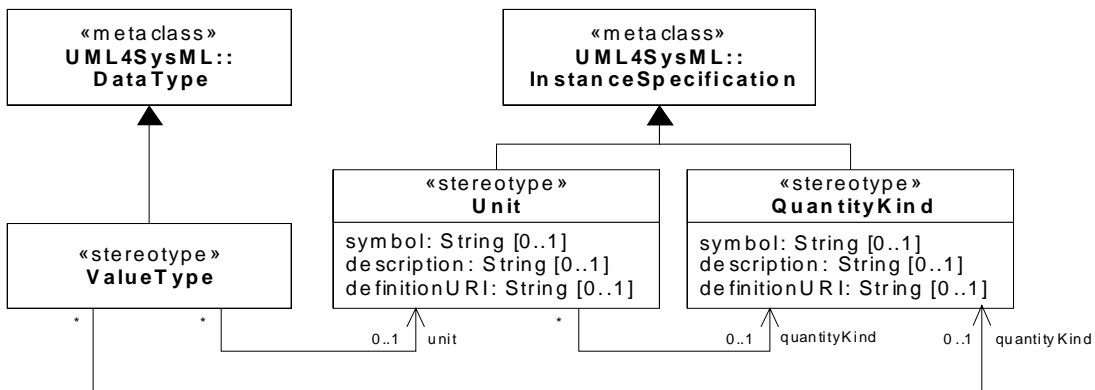 «metaclass»
UML4SysML::
DataType
«metaclass»
UML4SysML::
InstanceSpecification
«stereotype»
ValueType
«stereotype»
Unit
symbol: String [0..1]
description: String [0..1]
definitionURI: String [0..1]
«stereotype»
QuantityKind
symbol: String [0..1]
description: String [0..1]
definitionURI: String [0..1]
*
*
0..1
unit
*
0..1
quantityKind
0..1
quantityKind